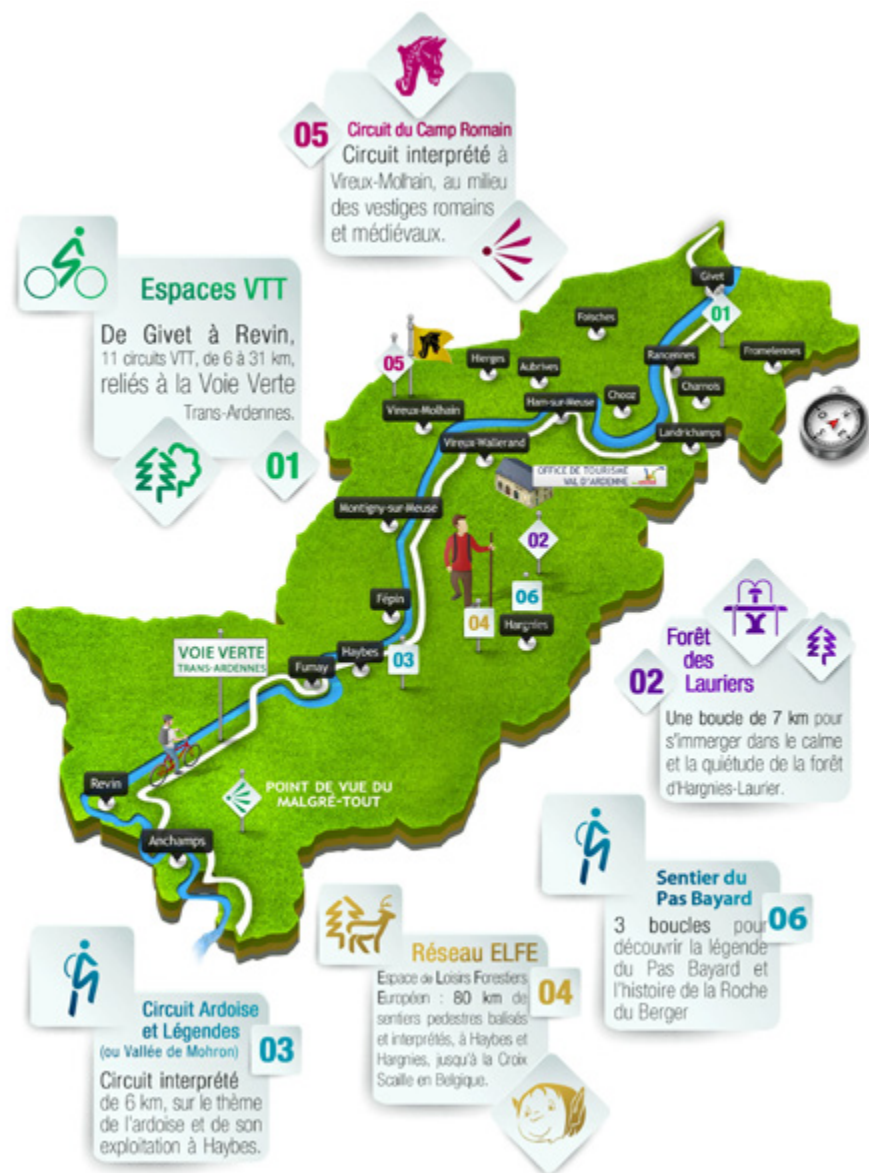 05
Circuit du Camp Romain
Circuit interprété à
Vireux-Molhain, au milieu
des vestiges romains
et médiévaux.
Espaces VTT
De Givet à Revin,
11 circuits VTT, de 6 à 31 km,
reliés à la Voie Verte
Trans-Ardennes.
01
Givet
01
Foisches
Fromelennes
Rancennes
Charnois
05
Hierges
Aubrives
Chooz
Ham-sur-Meuse
Vireux-Molhain
Landrichamps
Vireux-Wallerand
OFFICE DE TOURISME
VAL D'ARDENNE
Montigny-sur-Meuse
02
06
Fépin
04
Hargnies
VOIE VERTE
TRANS-ARDENNES
Haybes
03
Fumay
Revin
POINT DE VUE DU
MALGRÉ-TOUT
Anchamps
02
Forêt
des
Lauriers
Une boucle de 7 km pour
s'immerger dans le calme
et la quiétude de la forêt
d'Hargnies-Laurier.
Sentier du
Pas Bayard
06
3 boucles pour
découvrir la légende
du Pas Bayard et
l'histoire de la Roche
du Berger
Réseau ELFE
Espace de Loisirs Forestiers
Européen : 80 km de
sentiers pedestres balisés
et interprétés, à Haybes et
Hargnies, jusqu'à la Croix
Scaille en Belgique.
04
Circuit Ardoise
et Légendes
(ou Vallée de Mohron)
03
Circuit interprété
de 6 km, sur le thème
de l'ardoise et de son
exploitation à Haybes.